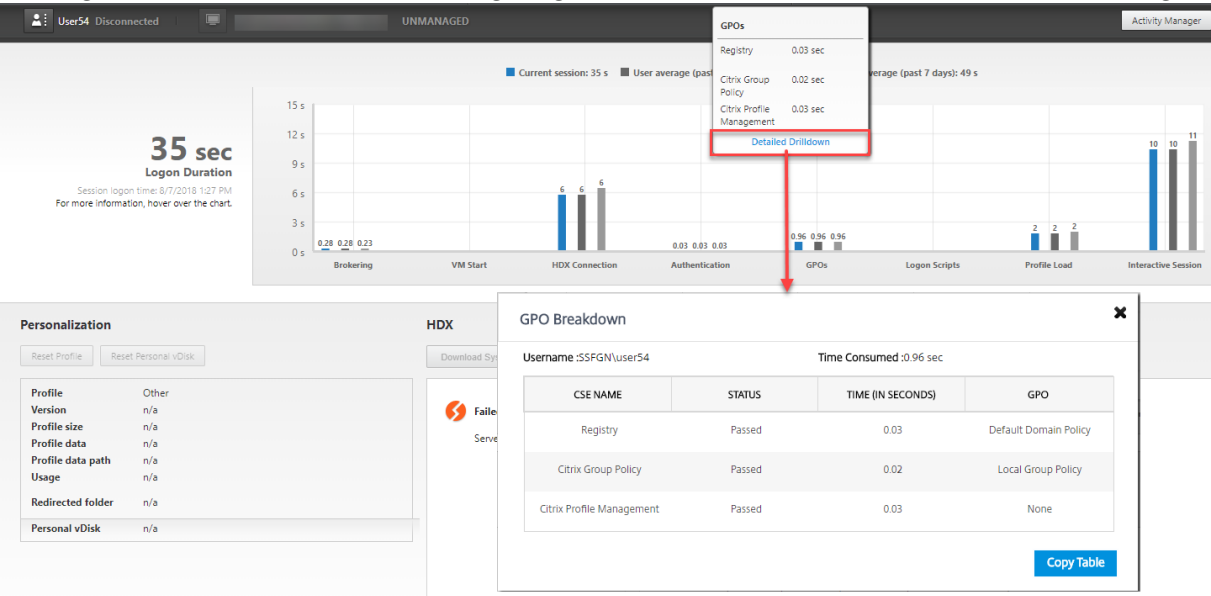 User54 Disconnected
UNMANAGED
Activity Manager
GPOs
Registry 0.03 sec
Citrix Group Policy 0.02 sec
Citrix Profile Management 0.03 sec
Detailed Drilldown
Current session: 35 s User average (pas
erage (past 7 days): 49 s
35 sec
Logon Duration
Session logon time: 8/7/2018 1:27 PM
For more information, hover over the chart.
15 s
12 s
9 s
6 s
3 s
0 s
0.28 0.28 0.23
6 6 6
0.03 0.03 0.03
0.96 0.96 0.96
2 2 2
10 10 11
Brokering VM Start HDX Connection Authentication GPOs Logon Scripts Profile Load Interactive Session
Personalization
Reset Profile Reset Personal vDisk
Profile Other
Version n/a
Profile size n/a
Profile data n/a
Profile data path n/a
Usage n/a
Redirected folder n/a
Personal vDisk n/a
HDX
Download Sy
Faile
Serve
GPO Breakdown
Username :SSFGN\user54 Time Consumed :0.96 sec
CSE NAME STATUS TIME (IN SECONDS) GPO
Registry Passed 0.03 Default Domain Policy
Citrix Group Policy Passed 0.02 Local Group Policy
Citrix Profile Management Passed 0.03 None
Copy Table